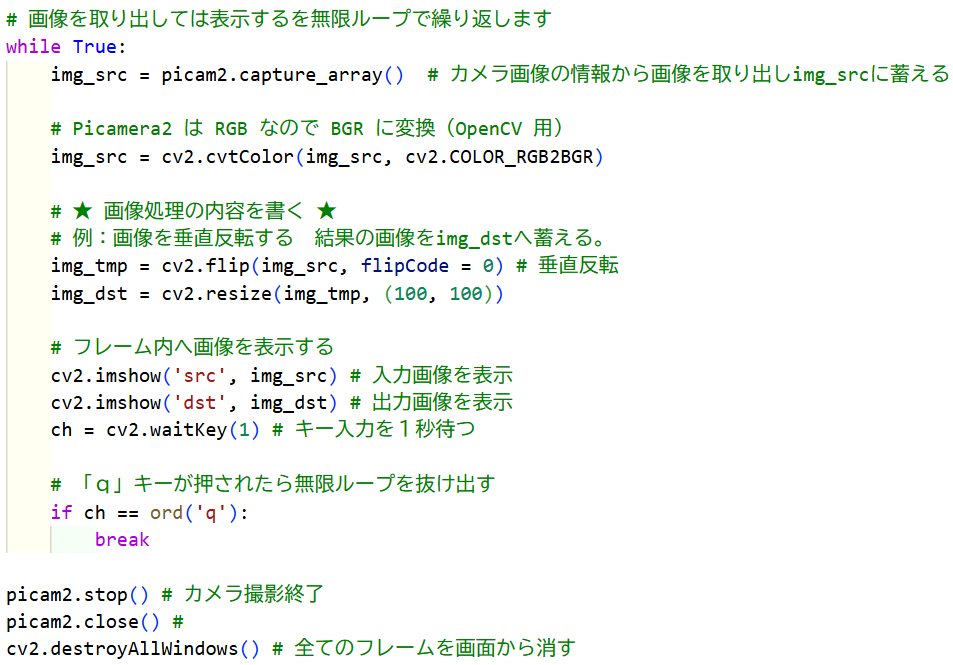 # 画像を取り出しては表示するを無限ループで繰り返します
while True:
    img_src = picam2.capture_array()  # カメラ画像の情報から画像を取り出しimg_srcに蓄える
    # Picamera2 は RGB なので BGR に変換（OpenCV 用）
    img_src = cv2.cvtColor(img_src, cv2.COLOR_RGB2BGR)
    # ★ 画像処理の内容を書く ★
    # 例：画像を垂直反転する　結果の画像をimg_dstへ蓄える。
    img_tmp = cv2.flip(img_src, flipCode = 0) # 垂直反転
    img_dst = cv2.resize(img_tmp, (100, 100))
    # フレーム内へ画像を表示する
    cv2.imshow('src', img_src) # 入力画像を表示
    cv2.imshow('dst', img_dst) # 出力画像を表示
    ch = cv2.waitKey(1) # キー入力を１秒待つ
    # 「ｑ」キーが押されたら無限ループを抜け出す
    if ch == ord('q'):
        break
picam2.stop() # カメラ撮影終了
picam2.close() #
cv2.destroyAllWindows() # 全てのフレームを画面から消す